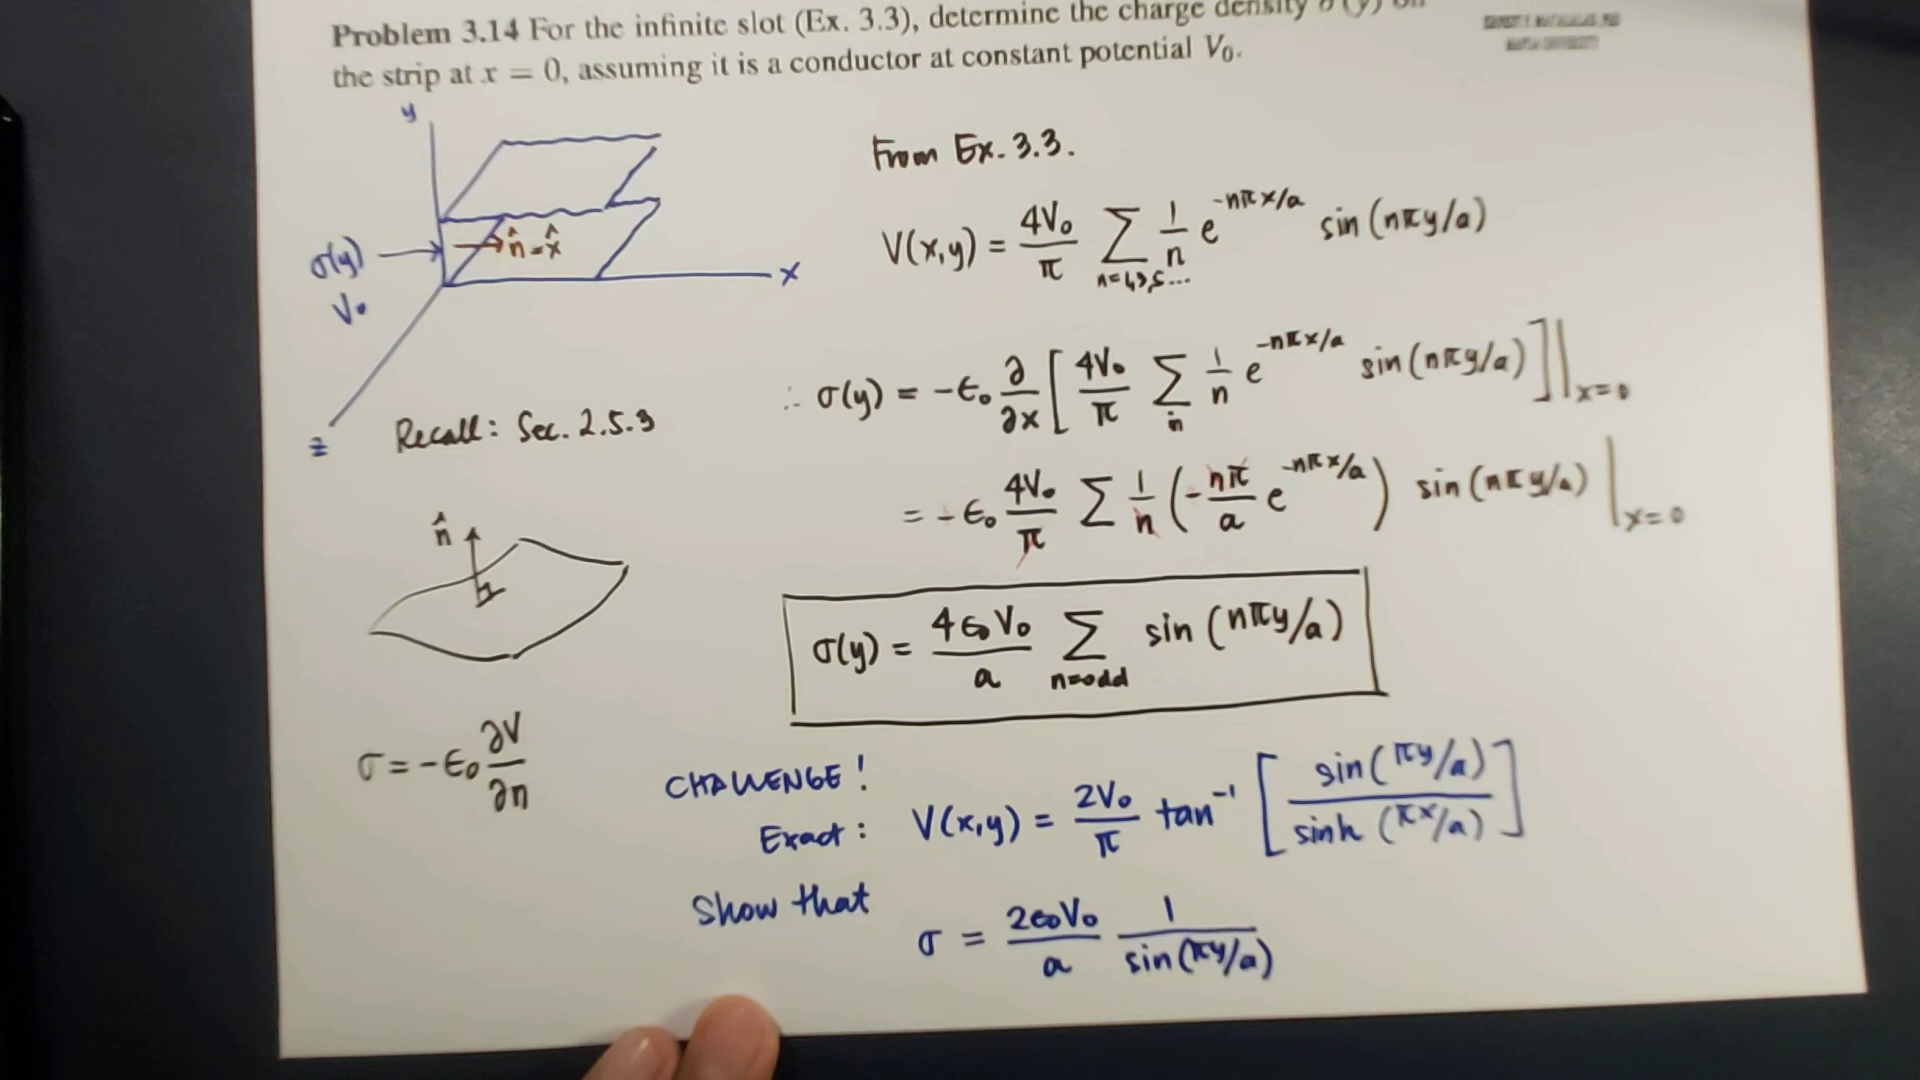 Problem 3.14 For the infinite slot (Ex. 3.3), determine the charge density σ(y) on
the strip at x = 0, assuming it is a conductor at constant potential V₀.
y
From Ex. 3.3.
V(x,y) = 4V₀/π Σ n=1,3,5... 1/n e^(-nπx/a) sin(nπy/a)
σ(y)
n̂ = x̂
x
V₀
z
∴ σ(y) = -ϵ₀ ∂/∂x [4V₀/π Σ n 1/n e^(-nπx/a) sin(nπy/a)]|x=0
Recall: Sec. 2.5.3
= -ϵ₀ 4V₀/π Σ 1/n (-nπ/a e^(-nπx/a)) sin(nπy/a)|x=0
n̂
σ(y) = 4ϵ₀V₀/a Σ n=odd sin(nπy/a)
σ = -ϵ₀ ∂V/∂n
CHALLENGE!
Exact: V(x,y) = 2V₀/π tan⁻¹ [sin(πy/a)/sinh(πx/a)]
Show that
σ = 2ϵ₀V₀/a 1/sin(πy/a)